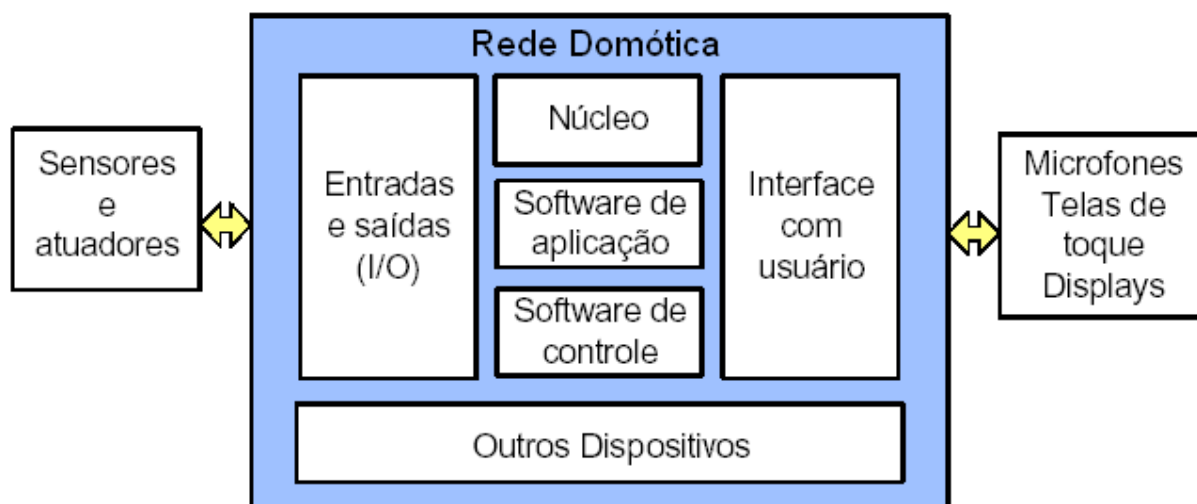 Rede Domótica
Sensores
e
atuadores
Entradas
e saídas
(I/O)
Núcleo
Software de
aplicação
Software de
controle
Interface
com
usuário
Microfones
Telas de
toque
Displays
Outros Dispositivos